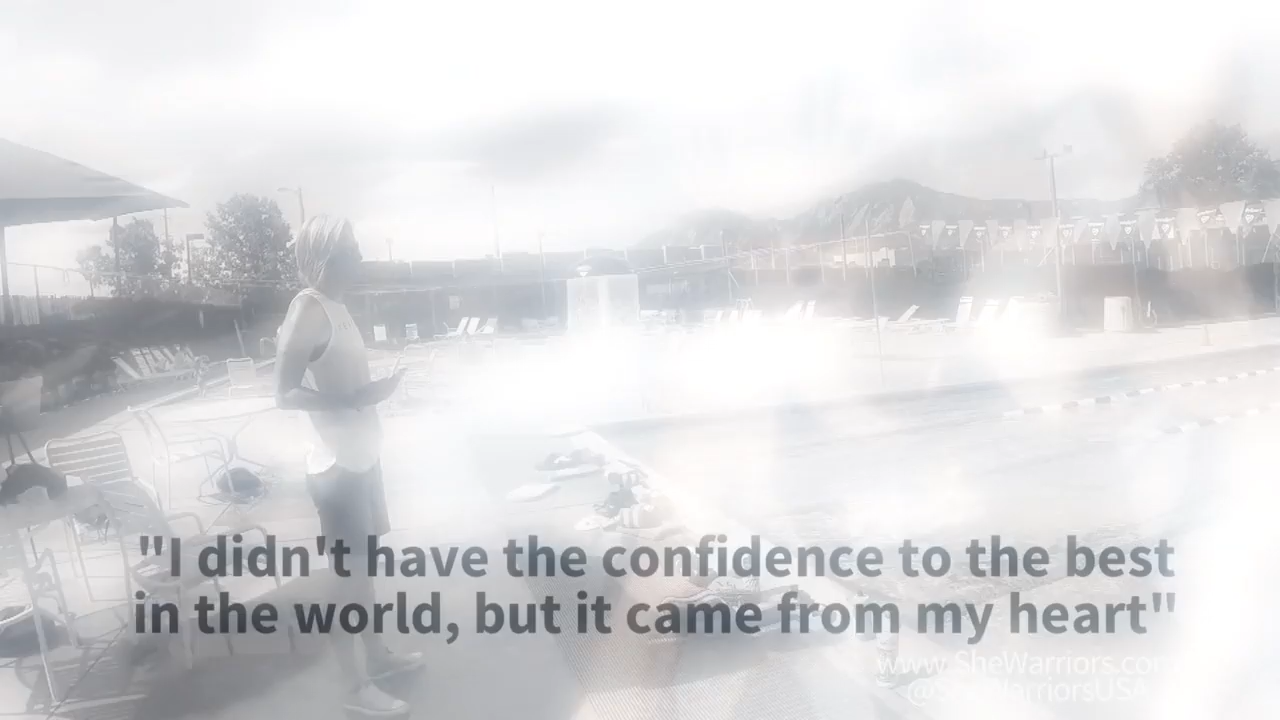 "I didn't have the confidence to the best
in the world, but it came from my heart"
www.SheWarriors.com
@SheWarriorsUSA